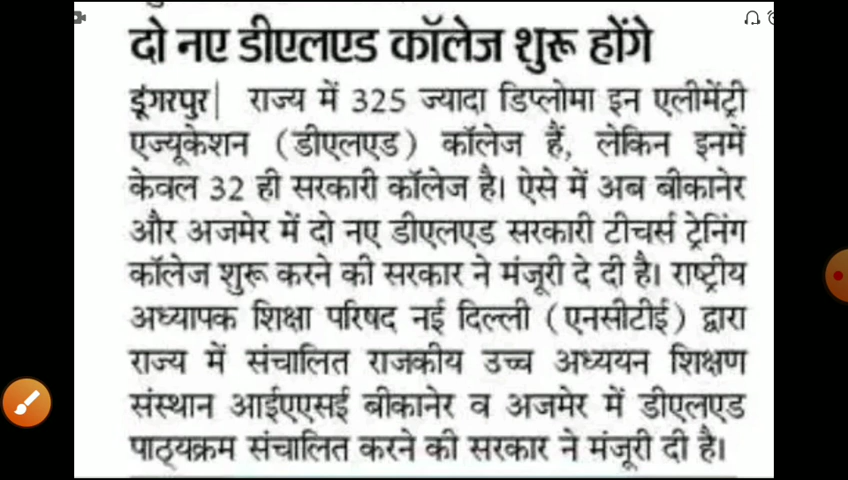 दो नए डीएलएड कॉलेज शुरू होंगे
डूंगरपुर| राज्य में 325 ज्यादा डिप्लोमा इन एलीमेंट्री
एज्यूकेशन (डीएलएड) कॉलेज हैं, लेकिन इनमें
केवल 32 ही सरकारी कॉलेज है। ऐसे में अब बीकानेर
और अजमेर में दो नए डीएलएड सरकारी टीचर्स ट्रेनिंग
कॉलेज शुरू करने की सरकार ने मंजूरी दे दी है। राष्ट्रीय
अध्यापक शिक्षा परिषद नई दिल्ली (एनसीटीई) द्वारा
राज्य में संचालित राजकीय उच्च अध्ययन शिक्षण
संस्थान आईएएसई बीकानेर व अजमेर में डीएलएड
पाठ्यक्रम संचालित करने की सरकार ने मंजूरी दी है।